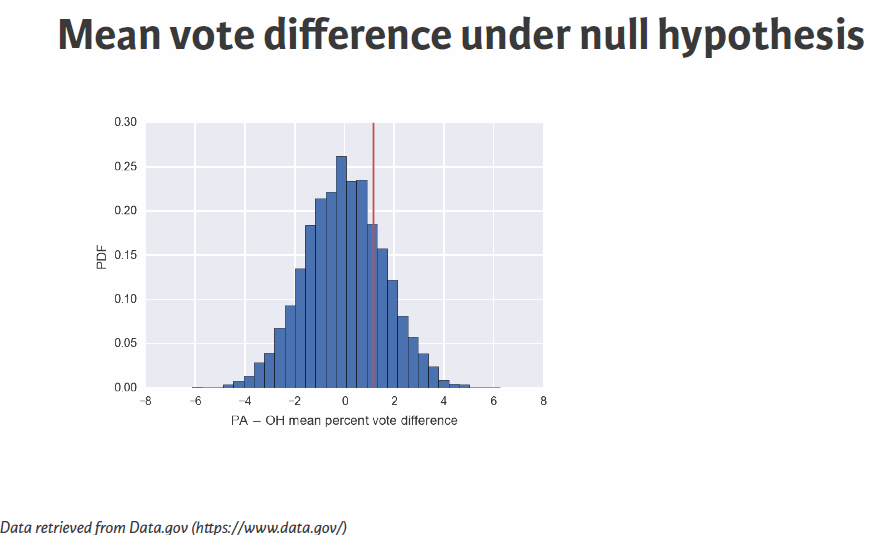 Mean vote difference under null hypothesis
0.30
0.25
0.20
0.15
0.10
0.05
0.00
PDF
−8 −6 −4 −2 0 2 4 6 8
PA − OH mean percent vote difference
Data retrieved from Data.gov (https://www.data.gov/)